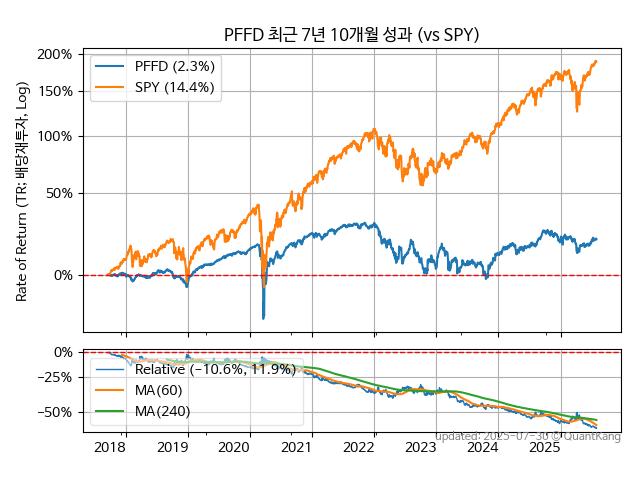 PFFD 최근 7년 10개월 성과 (vs SPY)
Rate of Return (TR: 배당재투자, Log)
200%
150%
100%
50%
0%
PFFD (2.3%)
SPY (14.4%)
0%
−25%
−50%
Relative (−10.6%, 11.9%)
MA(60)
MA(240)
updated: 2025-07-30 © QuantKang
2018 2019 2020 2021 2022 2023 2024 2025